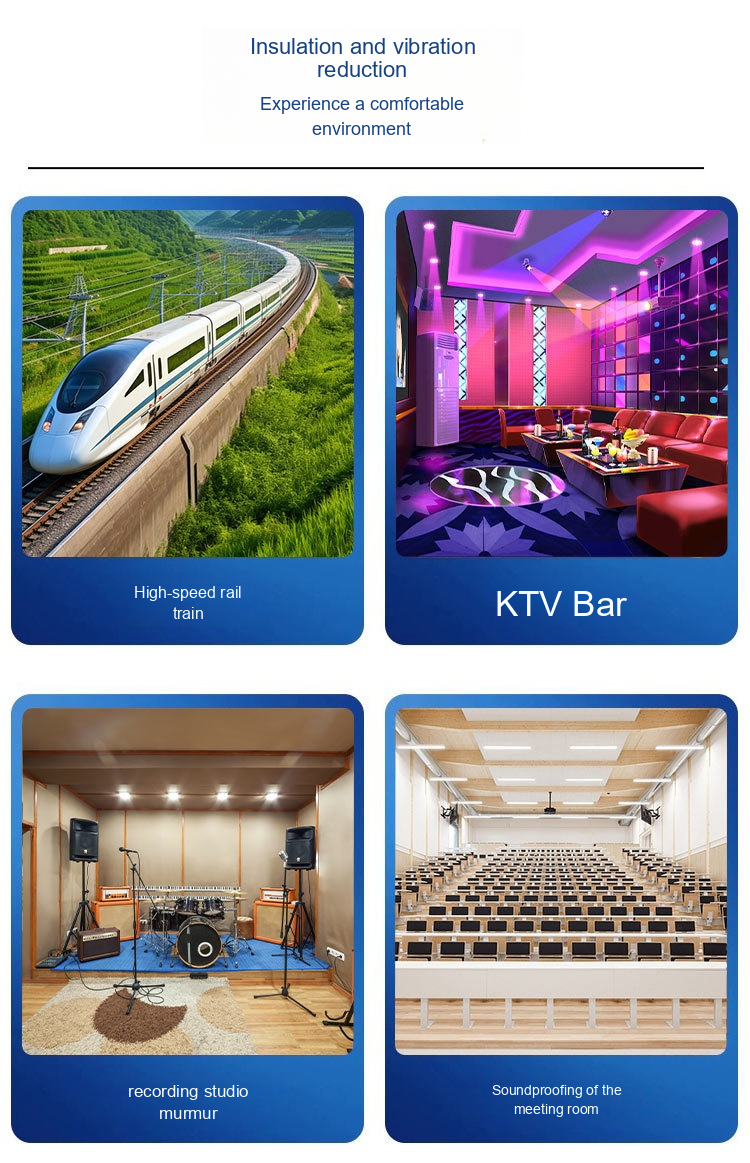 Insulation and vibration
reduction
Experience a comfortable
environment
High-speed rail
train
KTV Bar
recording studio
murmur
Soundproofing of the
meeting room